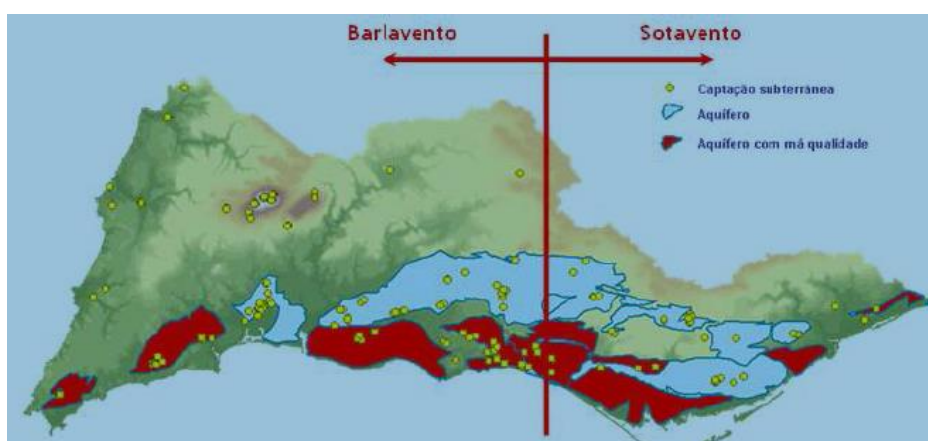 Barlavento
Sotavento
Captação subterrânea
Aquífero
Aquífero com má qualidade